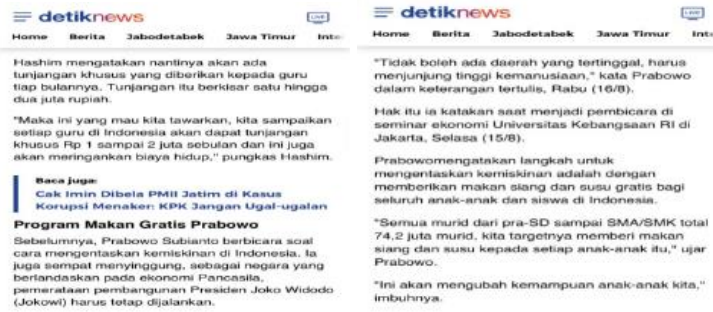 detiknews
LIVE
Home Berita Jabodetabek Jawa Timur Inte
Hashim mengatakan nantinya akan ada
tunjangan khusus yang diberikan kepada guru
tiap bulannya. Tunjangan itu berkisar satu hingga
dua juta rupiah.
"Maka ini yang mau kita tawarkan, kita sampaikan
setiap guru di Indonesia akan dapat tunjangan
khusus Rp 1 sampai 2 juta sebulan dan ini juga
akan meringankan biaya hidup," pungkas Hashim.
Baca juga:
Cak Imin Dibela PMII Jatim di Kasus
Korupsi Menaker: KPK Jangan Ugal-ugalan
Program Makan Gratis Prabowo
Sebelumnya, Prabowo Subianto berbicara soal
cara mengentaskan kemiskinan di Indonesia. Ia
juga sempat menyinggung, sebagai negara yang
berlandaskan pada ekonomi Pancasila,
pemerataan pembangunan Presiden Joko Widodo
(Jokowi) harus tetap dijalankan.
detiknews
LIVE
Home Berita Jabodetabek Jawa Timur Inte
"Tidak boleh ada daerah yang tertinggal, harus
menjunjung tinggi kemanusiaan," kata Prabowo
dalam keterangan tertulis, Rabu (16/8).
Hak itu ia katakan saat menjadi pembicara di
seminar ekonomi Universitas Kebangsaan RI di
Jakarta, Selasa (15/8).
Prabowomengatakan langkah untuk
mengentaskan kemiskinan adalah dengan
memberikan makan siang dan susu gratis bagi
seluruh anak-anak dan siswa di Indonesia.
"Semua murid dari pra-SD sampai SMA/SMK total
74,2 juta murid, kita targetnya memberi makan
siang dan susu kepada setiap anak-anak itu," ujar
Prabowo.
"Ini akan mengubah kemampuan anak-anak kita,"
imbuhnya.